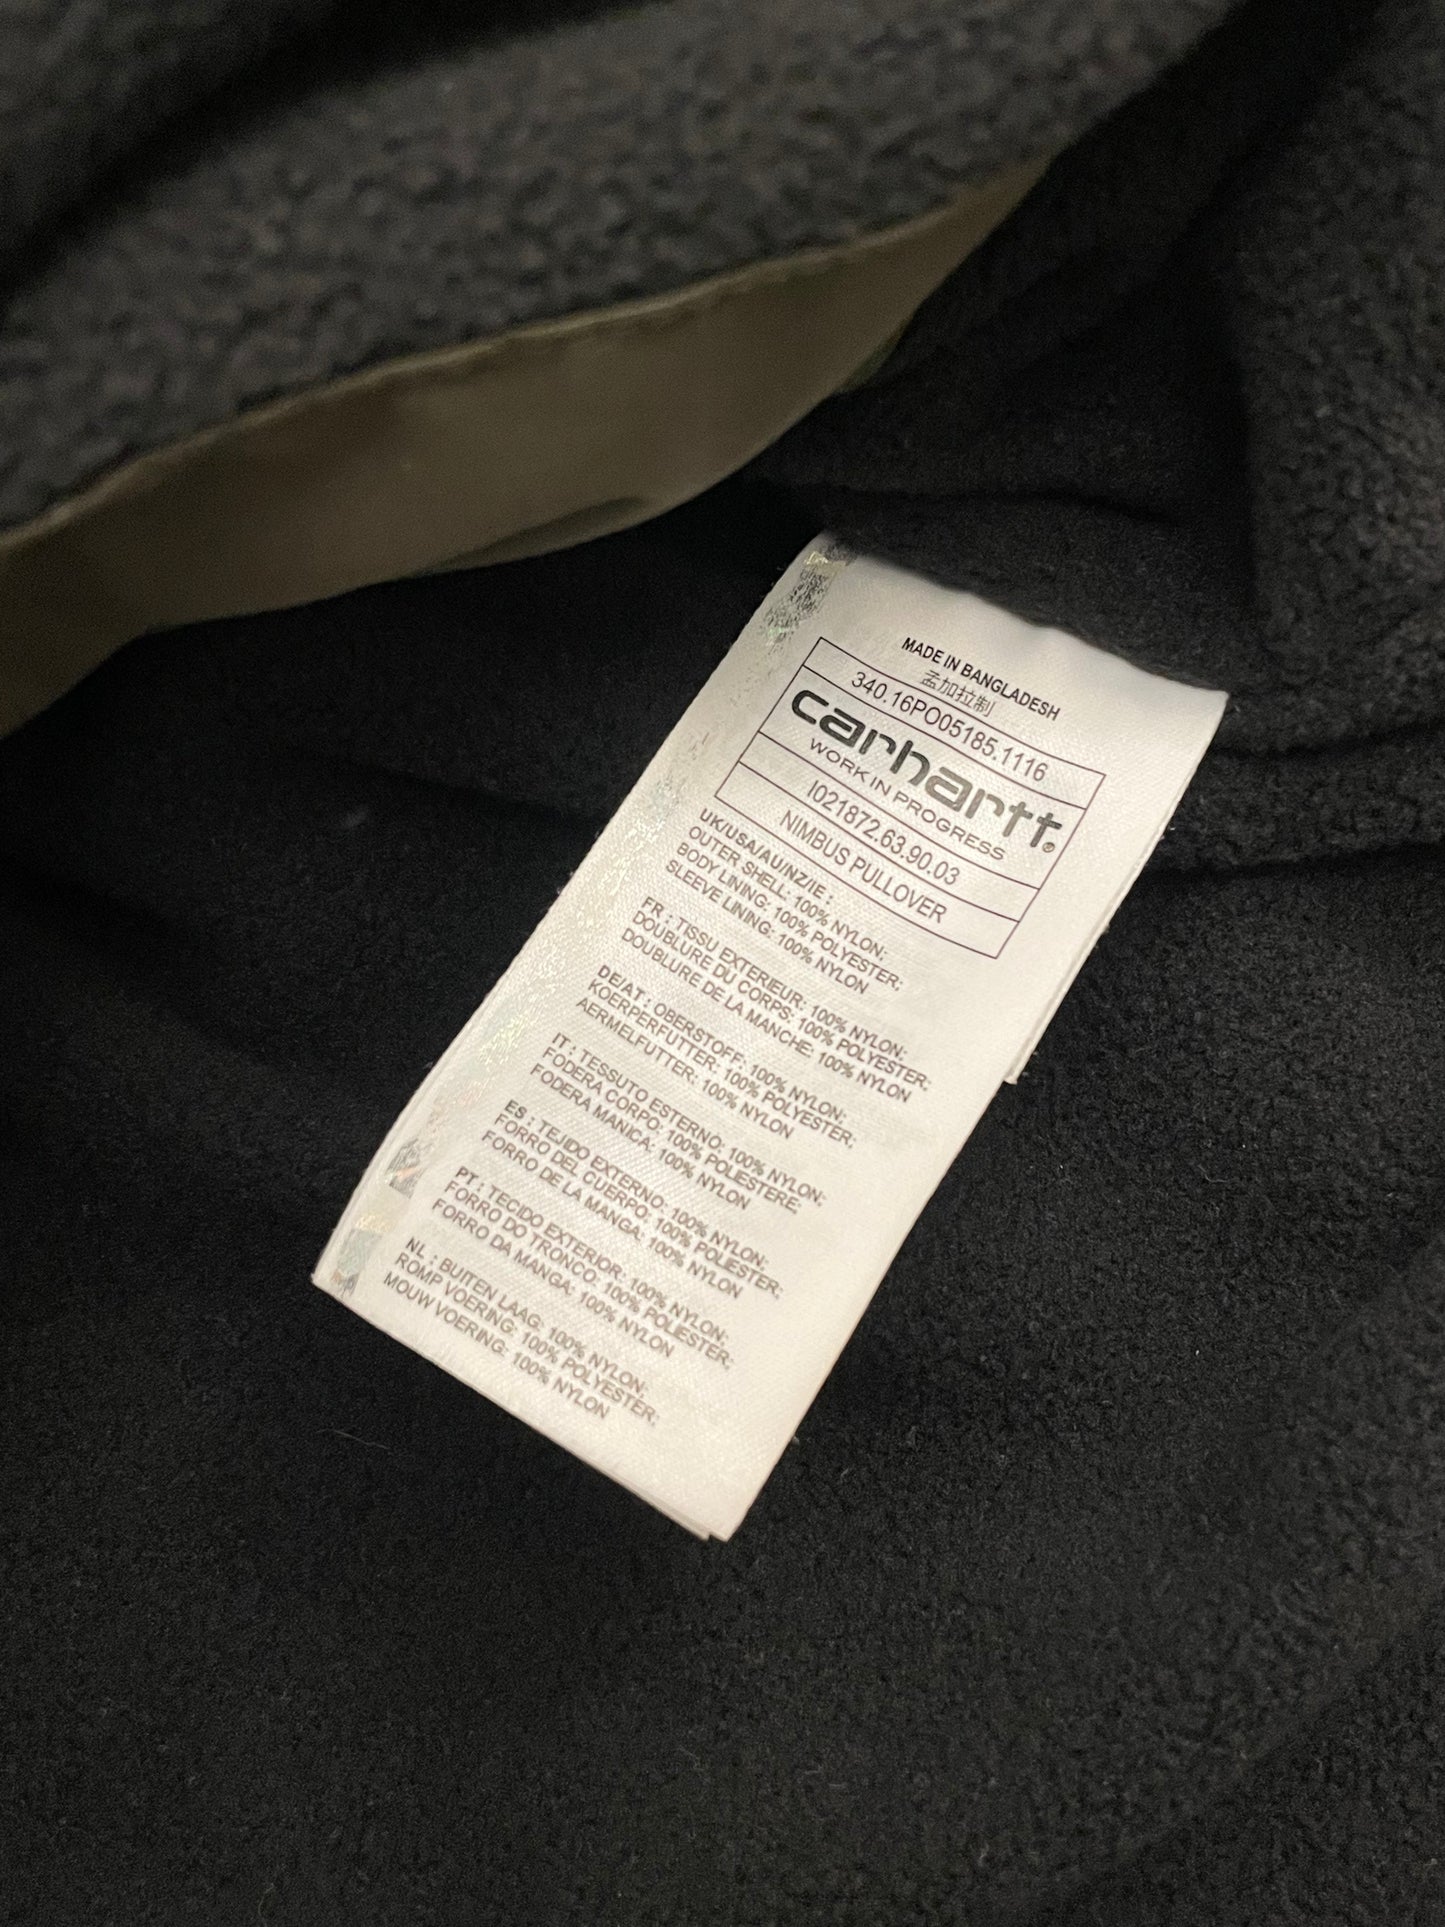 MADE IN BANGLADESH
孟加拉制
340.16PO05185.1116
carhartt®
WORK IN PROGRESS
I021872.63.90.03
NIMBUS PULLOVER
UK/USA/AU/NZ/IE :
OUTER SHELL: 100% NYLON;
BODY LINING: 100% POLYESTER;
SLEEVE LINING: 100% NYLON
FR : TISSU EXTERIEUR: 100% NYLON;
DOUBLURE DU CORPS: 100% POLYESTER;
DOUBLURE DE LA MANCHE: 100% NYLON
DE/AT : OBERSTOFF: 100% NYLON;
KOERPERFUTTER: 100% POLYESTER;
AERMELFUTTER: 100% NYLON
IT : TESSUTO ESTERNO: 100% NYLON;
FODERA CORPO: 100% POLIESTERE;
FODERA MANICA: 100% NYLON
ES : TEJIDO EXTERNO: 100% NYLON;
FORRO DEL CUERPO: 100% POLIESTER;
FORRO DE LA MANGA: 100% NYLON
PT : TECIDO EXTERIOR: 100% NYLON;
FORRO DO TRONCO: 100% POLIESTER;
FORRO DA MANGA: 100% NYLON
NL : BUITEN LAAG: 100% NYLON;
ROMP VOERING: 100% POLYESTER;
MOUW VOERING: 100% NYLON